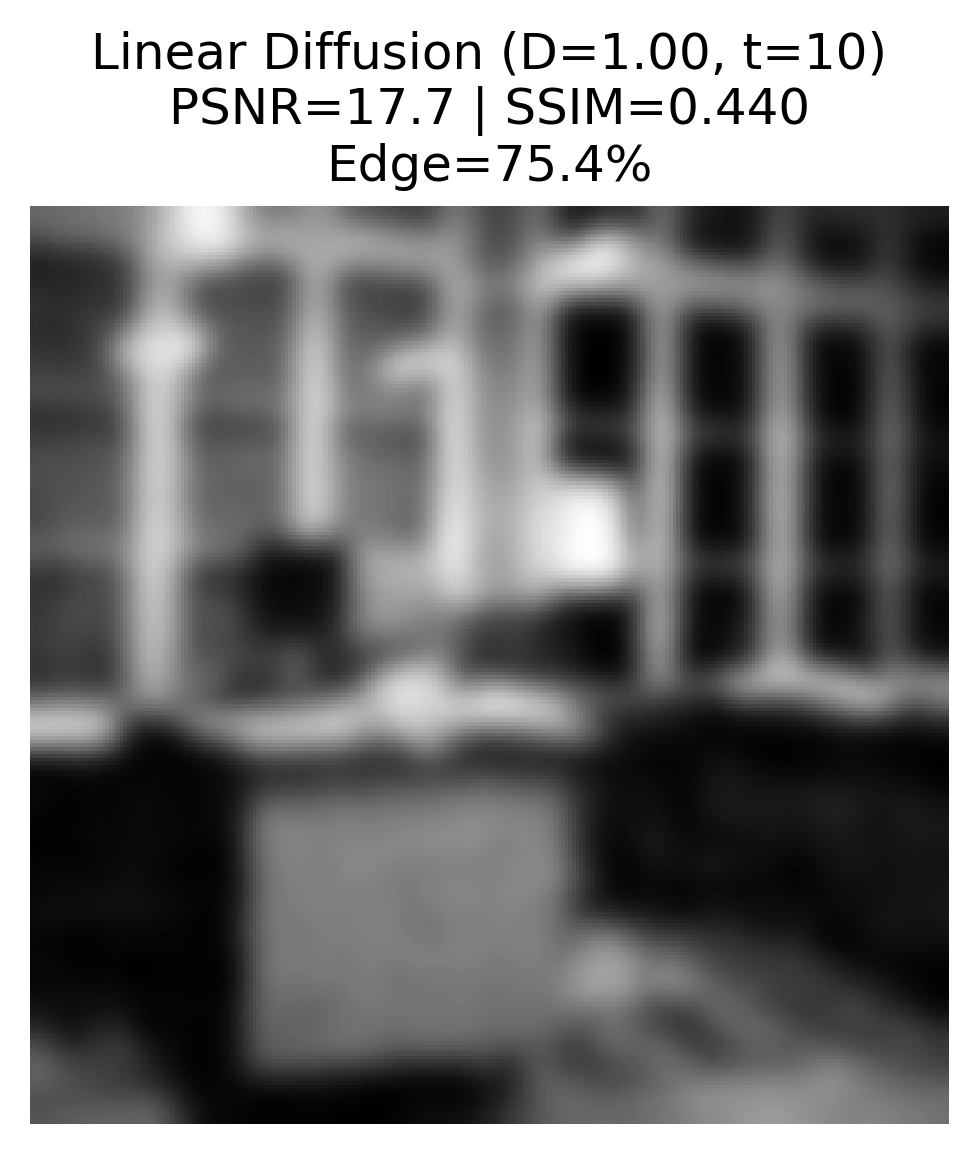 Linear Diffusion (D=1.00, t=10)
PSNR=17.7 | SSIM=0.440
Edge=75.4%